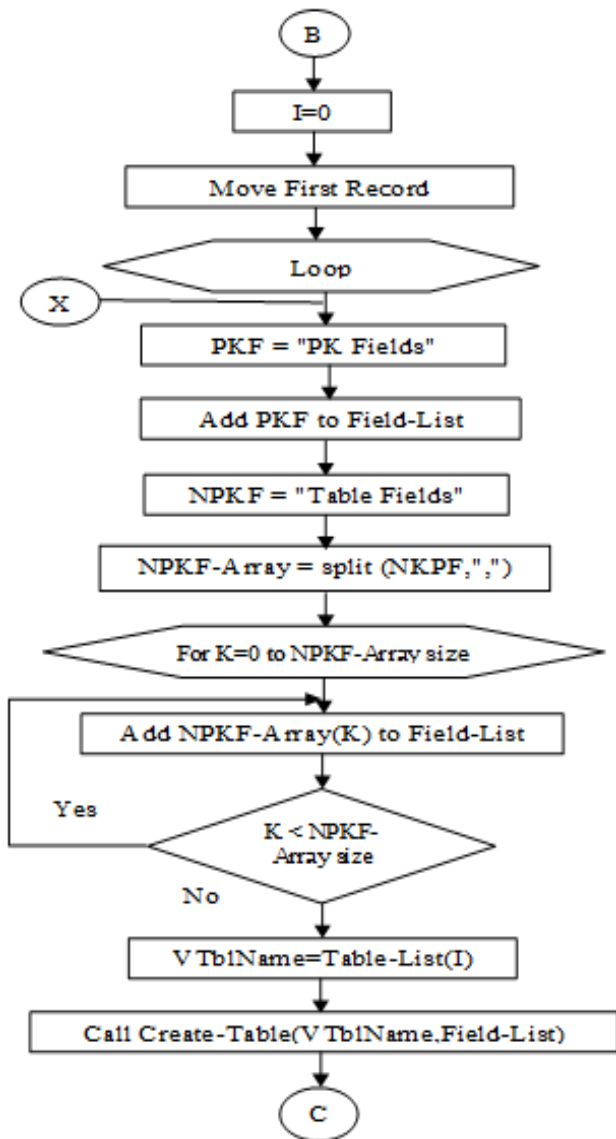 B
I=0
Move First Record
Loop
X
PKF = "PK Fields"
Add PKF to Field-List
NPKF = "Table Fields"
NPKF-Array = split (NKPF,",")
For K=0 to NPKF-Array size
Add NPKF-Array(K) to Field-List
Yes
K < NPKF-
Array size
No
VTblName=Table-List(I)
Call Create-Table(VTblName,Field-List)
C